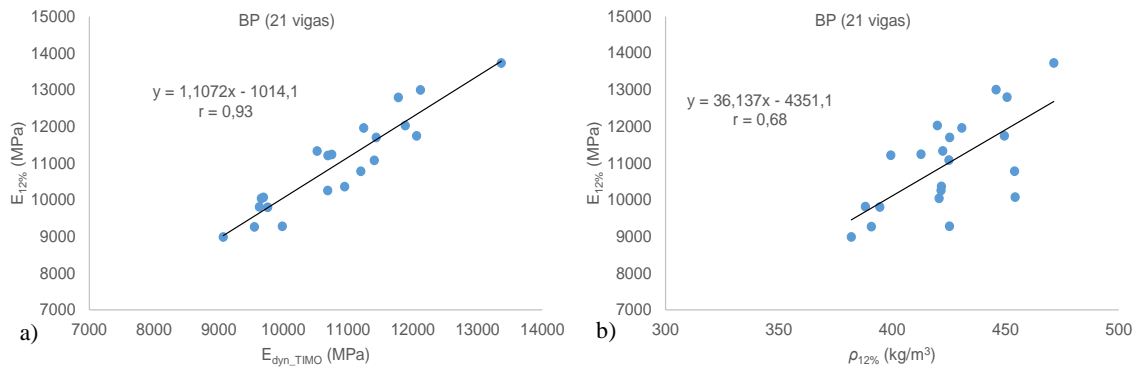 BP (21 vigas)
y = 1,1072x - 1014,1
r = 0,93
E12% (MPa)
15000
14000
13000
12000
11000
10000
9000
8000
7000
7000
8000
9000
10000
11000
12000
13000
14000
Edyn_TIMO (MPa)
a)
BP (21 vigas)
y = 36,137x - 4351,1
r = 0,68
E12% (MPa)
15000
14000
13000
12000
11000
10000
9000
8000
7000
300
350
400
450
500
ρ12% (kg/m³)
b)